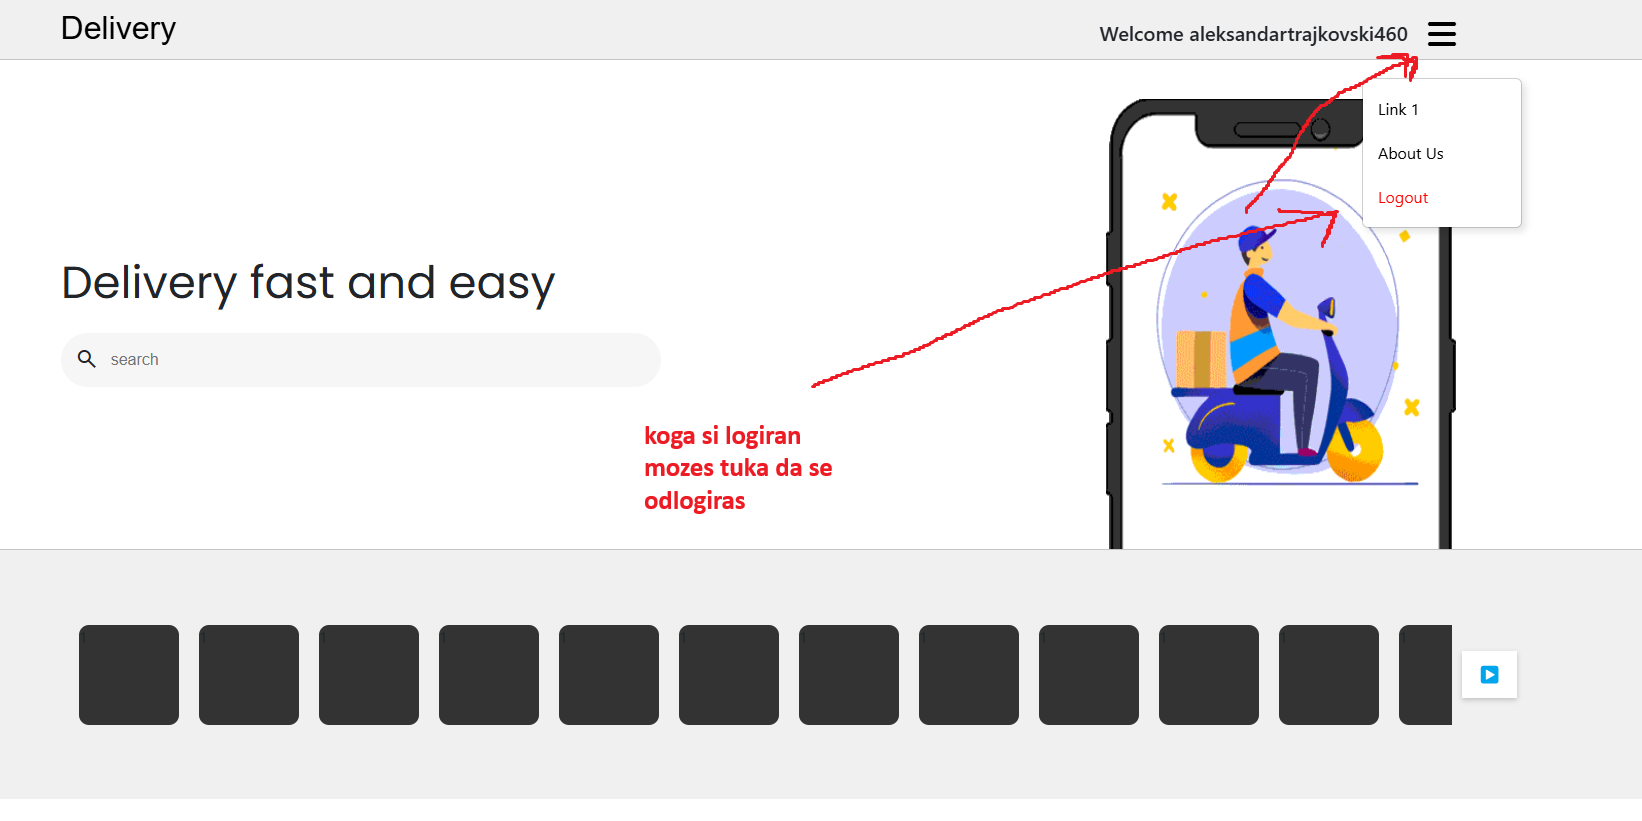 Delivery
Welcome aleksandartrajkovski460
Link 1
About Us
Logout
Delivery fast and easy
search
koga si logiran
mozes tuka da se
odlogiras